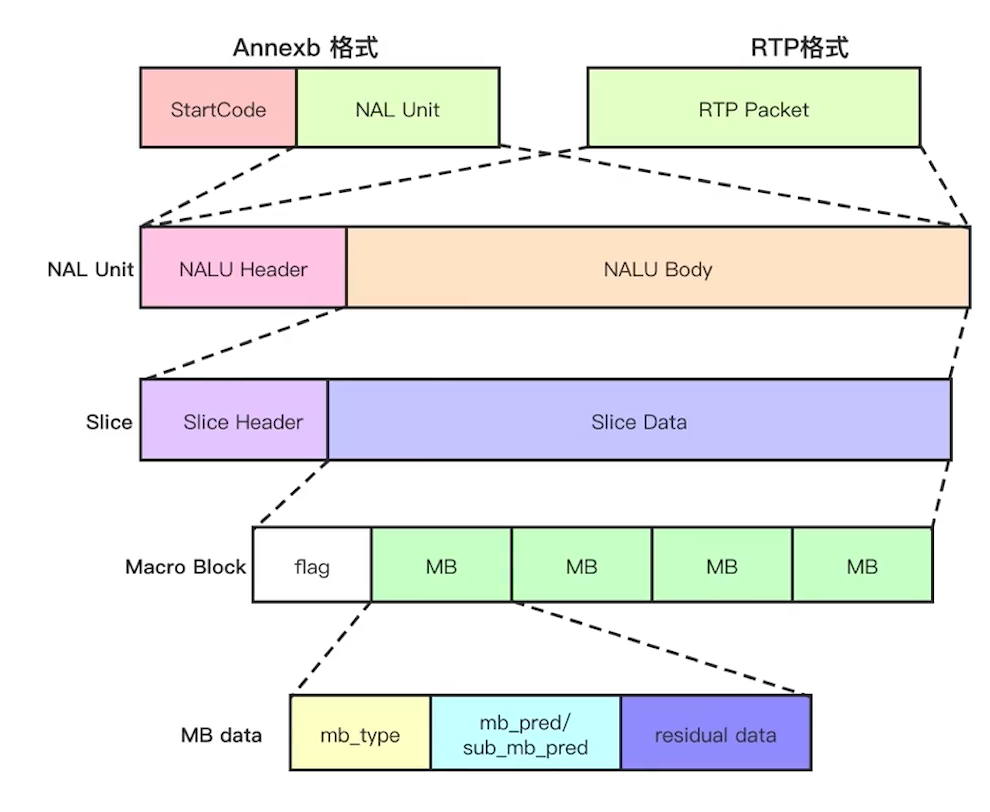 Annexb 格式
RTP格式
StartCode
NAL Unit
RTP Packet
NAL Unit
NALU Header
NALU Body
Slice
Slice Header
Slice Data
Macro Block
flag
MB
MB
MB
MB
MB data
mb_type
mb_pred/
sub_mb_pred
residual data